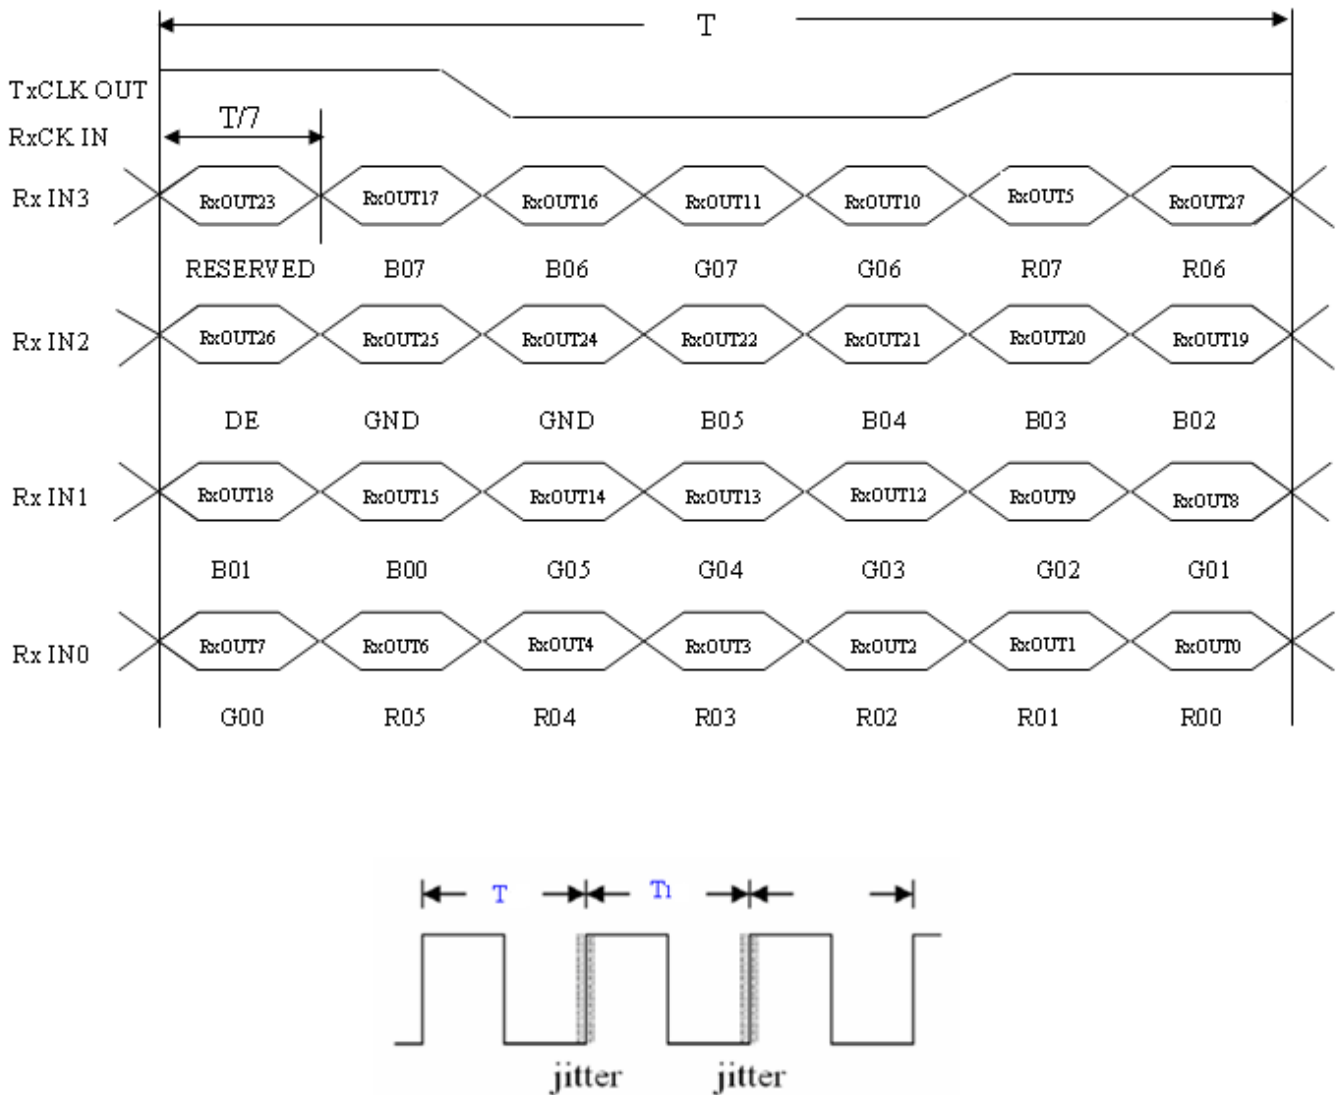 T
TxCLK OUT
T/7
RxCK IN
Rx IN3 RxOUT23 RxOUT17 RxOUT16 RxOUT11 RxOUT10 RxOUT5 RxOUT27
RESERVED B07 B06 G07 G06 R07 R06
Rx IN2 RxOUT26 RxOUT25 RxOUT24 RxOUT22 RxOUT21 RxOUT20 RxOUT19
DE GND GND B05 B04 B03 B02
Rx IN1 RxOUT18 RxOUT15 RxOUT14 RxOUT13 RxOUT12 RxOUT9 RxOUT8
B01 B00 G05 G04 G03 G02 G01
Rx IN0 RxOUT7 RxOUT6 RxOUT4 RxOUT3 RxOUT2 RxOUT1 RxOUT0
G00 R05 R04 R03 R02 R01 R00
T T1
jitter jitter